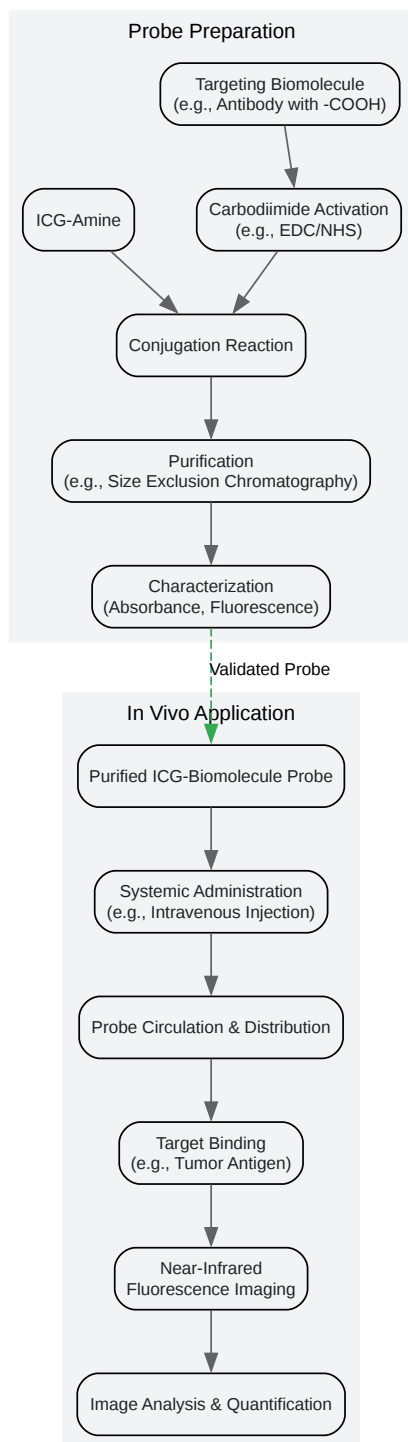 Probe Preparation
Targeting Biomolecule
(e.g., Antibody with -COOH)
ICG-Amine
Carbodiimide Activation
(e.g., EDC/NHS)
Conjugation Reaction
Purification
(e.g., Size Exclusion Chromatography)
Characterization
(Absorbance, Fluorescence)
Validated Probe
In Vivo Application
Purified ICG-Biomolecule Probe
Systemic Administration
(e.g., Intravenous Injection)
Probe Circulation & Distribution
Target Binding
(e.g., Tumor Antigen)
Near-Infrared
Fluorescence Imaging
Image Analysis & Quantification